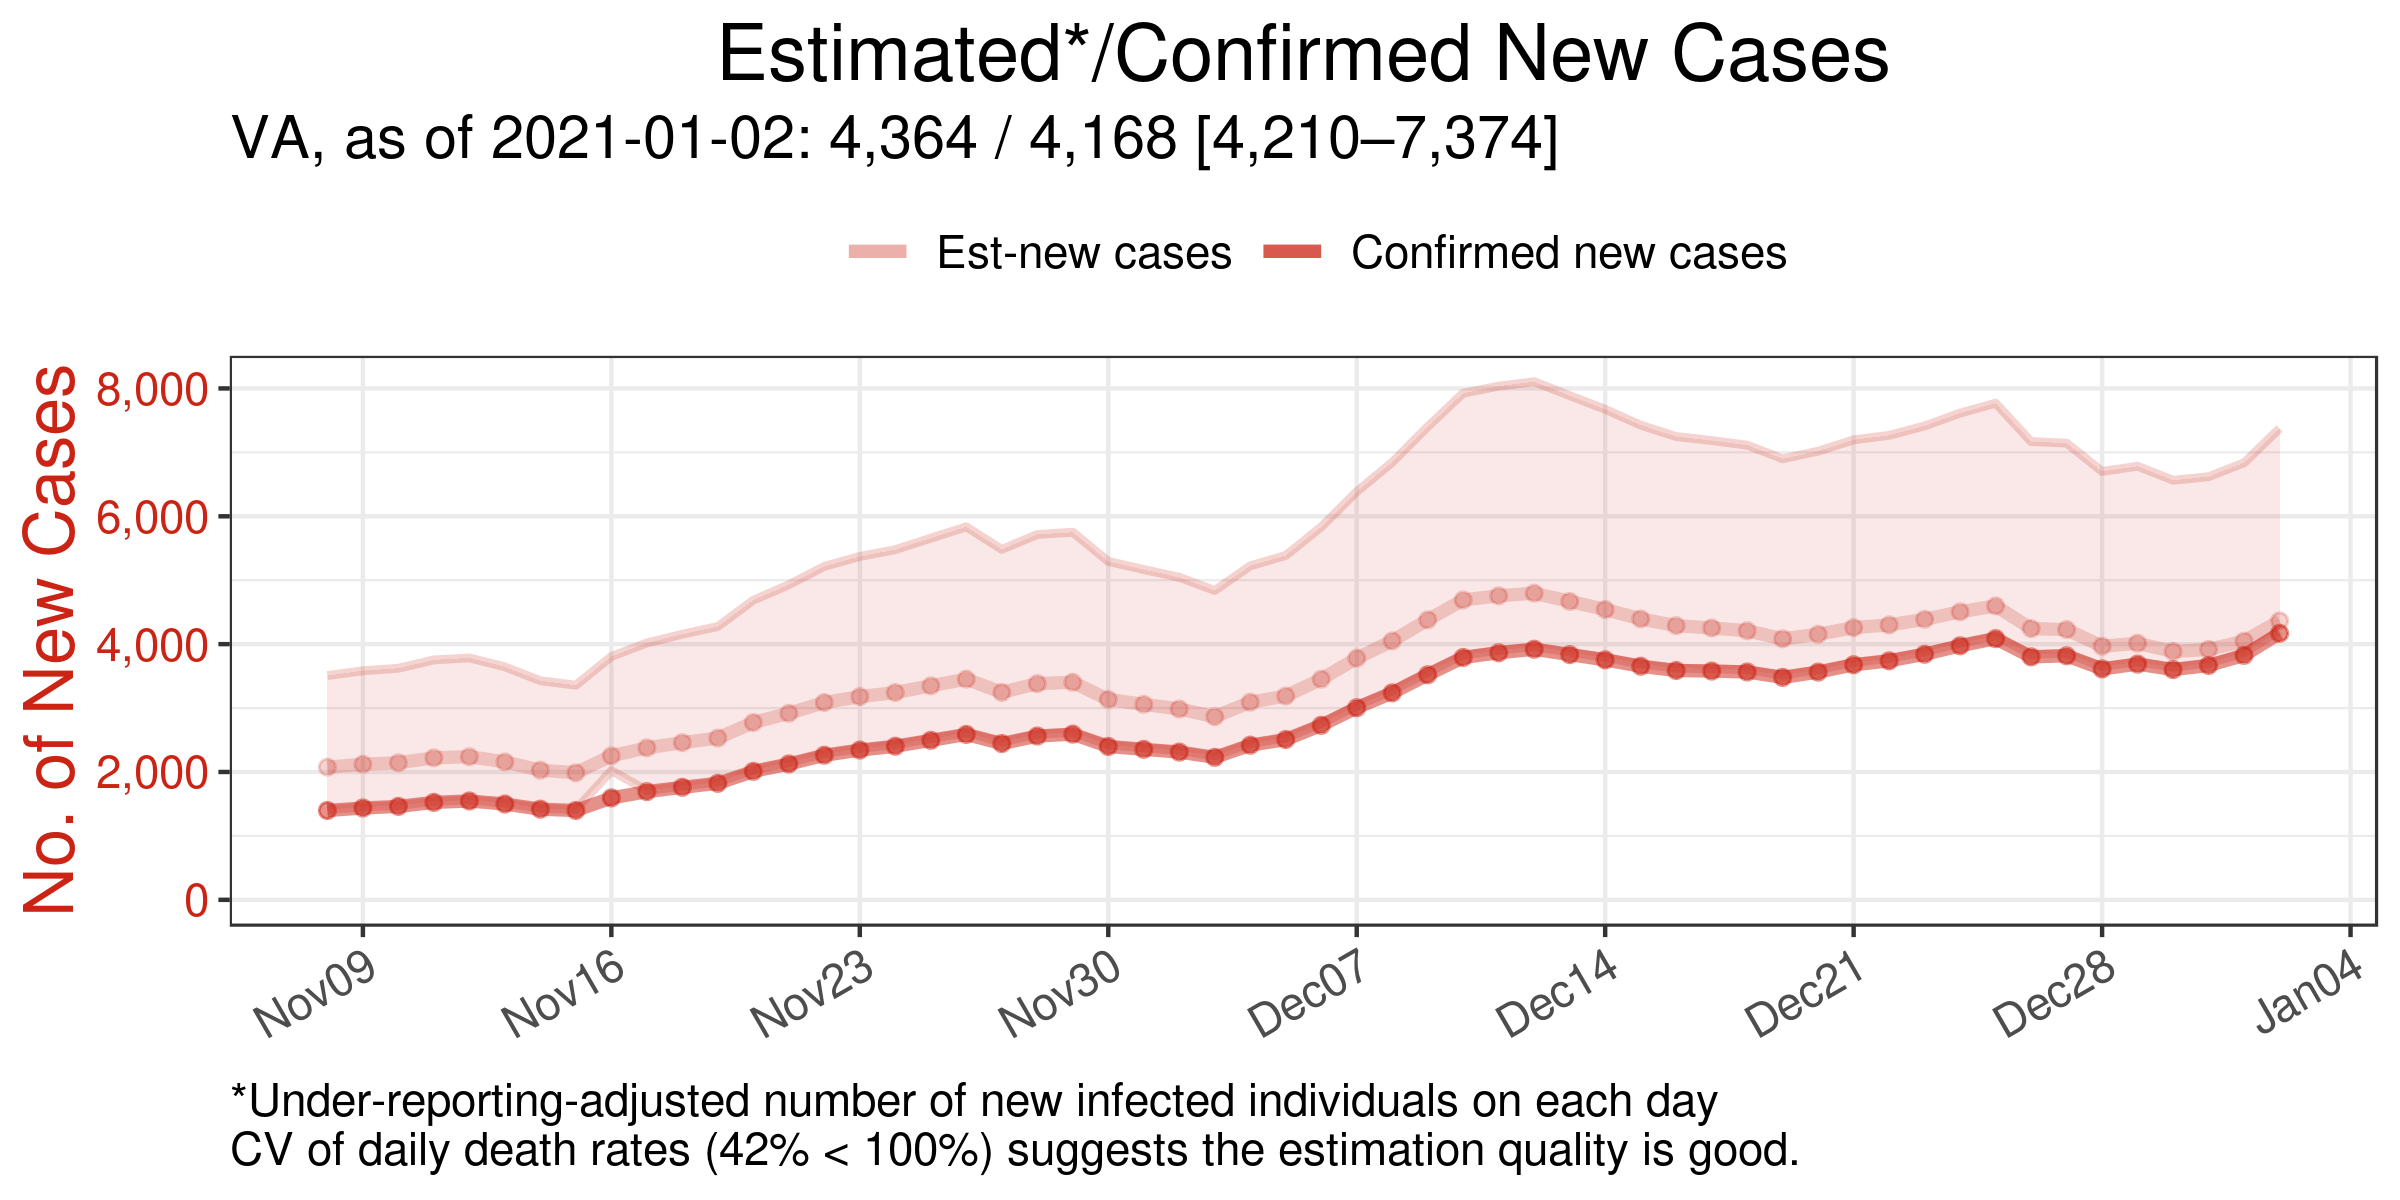 Estimated*/Confirmed New Cases
VA, as of 2021-01-02: 4,364 / 4,168 [4,210–7,374]
Est-new cases
Confirmed new cases
No. of New Cases
8,000
6,000
4,000
2,000
0
Nov09
Nov16
Nov23
Nov30
Dec07
Dec14
Dec21
Dec28
Jan04
*Under-reporting-adjusted number of new infected individuals on each day
CV of daily death rates (42% < 100%) suggests the estimation quality is good.